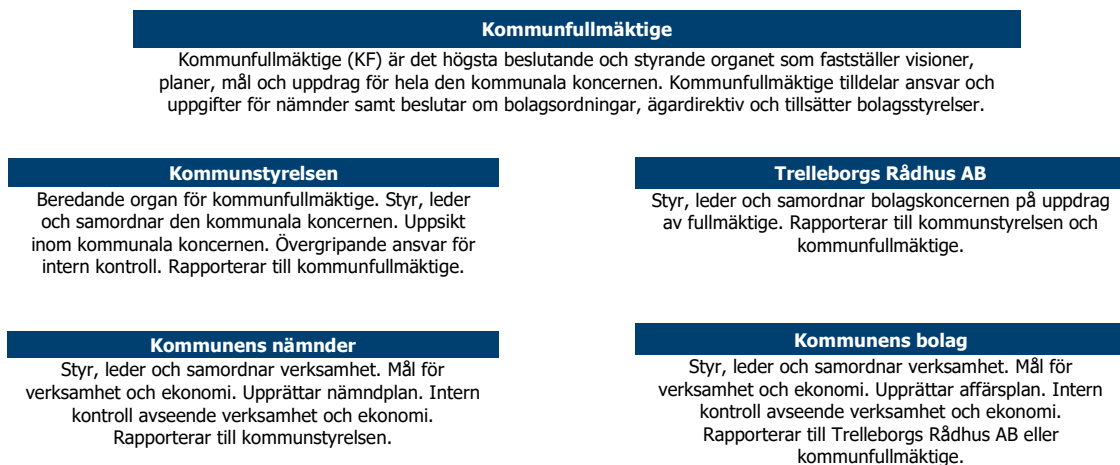 Kommunfullmäktige
Kommunfullmäktige (KF) är det högsta beslutande och styrande organet som fastställer visioner,
planer, mål och uppdrag för hela den kommunala koncernen. Kommunfullmäktige tilldelar ansvar och
uppgifter för nämnder samt beslutar om bolagsordningar, ägardirektiv och tillsätter bolagsstyrelser.
Kommunstyrelsen
Beredande organ för kommunfullmäktige. Styr, leder
och samordnar den kommunala koncernen. Uppsikt
inom kommunala koncernen. Övergripande ansvar för
intern kontroll. Rapporterar till kommunfullmäktige.
Trelleborgs Rådhus AB
Styr, leder och samordnar bolagskoncernen på uppdrag
av fullmäktige. Rapporterar till kommunstyrelsen och
kommunfullmäktige.
Kommunens nämnder
Styr, leder och samordnar verksamhet. Mål för
verksamhet och ekonomi. Upprättar nämndplan. Intern
kontroll avseende verksamhet och ekonomi.
Rapporterar till kommunstyrelsen.
Kommunens bolag
Styr, leder och samordnar verksamhet. Mål för
verksamhet och ekonomi. Upprättar affärsplan. Intern
kontroll avseende verksamhet och ekonomi.
Rapporterar till Trelleborgs Rådhus AB eller
kommunfullmäktige.